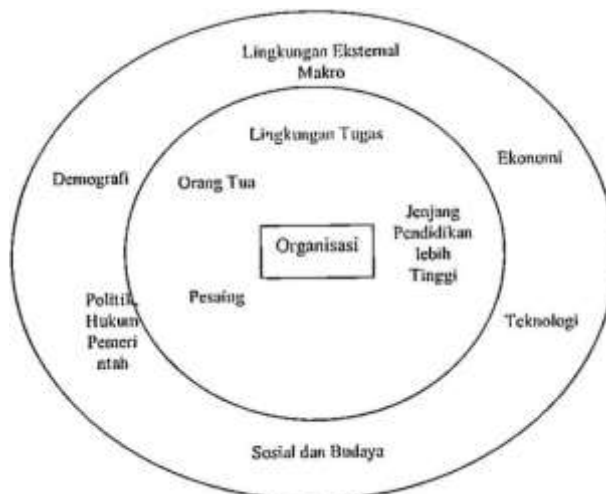 Lingkungan Eksternal
Makro
Lingkungan Tugas
Ekonomi
Demografi
Orang Tua
Jenjang
Pendidikan
lebih
Tinggi
Organisasi
Pesaing
Politik,
Hukum
Pemeri
ntah
Teknologi
Sosial dan Budaya